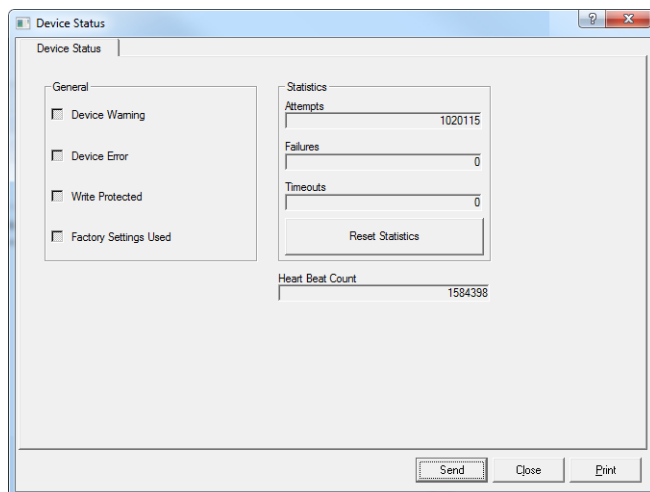 Device Status
Device Status
General
Device Warning
Device Error
Write Protected
Factory Settings Used
Statistics
Attempts
1020115
Failures
0
Timeouts
0
Reset Statistics
Heart Beat Count
1584398
Send
Close
Print